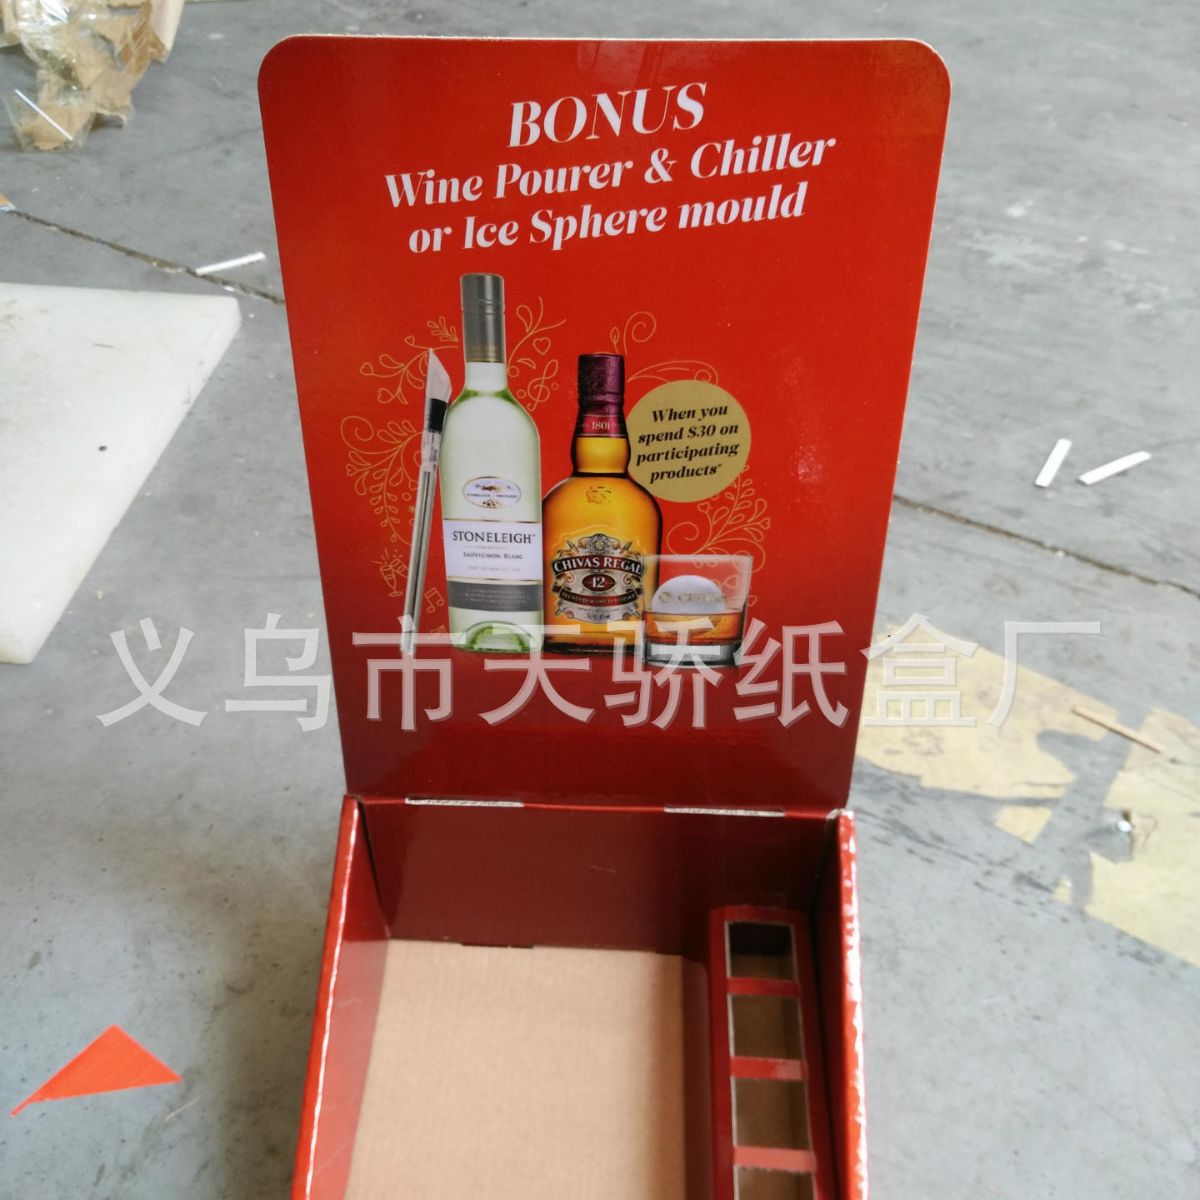 BONUS
Wine Pourer & Chiller
or Ice Sphere mould
When you
spend $30 on
participating
products*
1801
STONELEIGH
SAUVIGNON BLANC
CHIVAS REGAL
12
CHIVAS
义乌市天骄纸盒厂